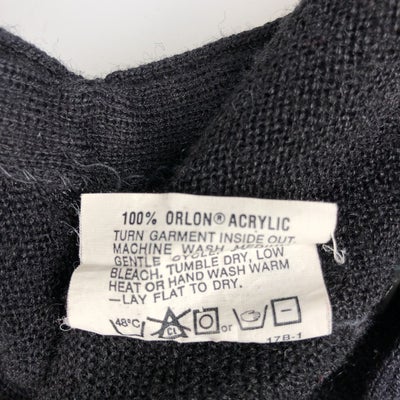 100% ORLON® ACRYLIC
TURN GARMENT INSIDE OUT.
MACHINE WASH
GENTLE CYCLE
BLEACH. TUMBLE DRY, LOW
HEAT OR HAND WASH WARM
—LAY FLAT TO DRY.
48°C CL or
17B-1